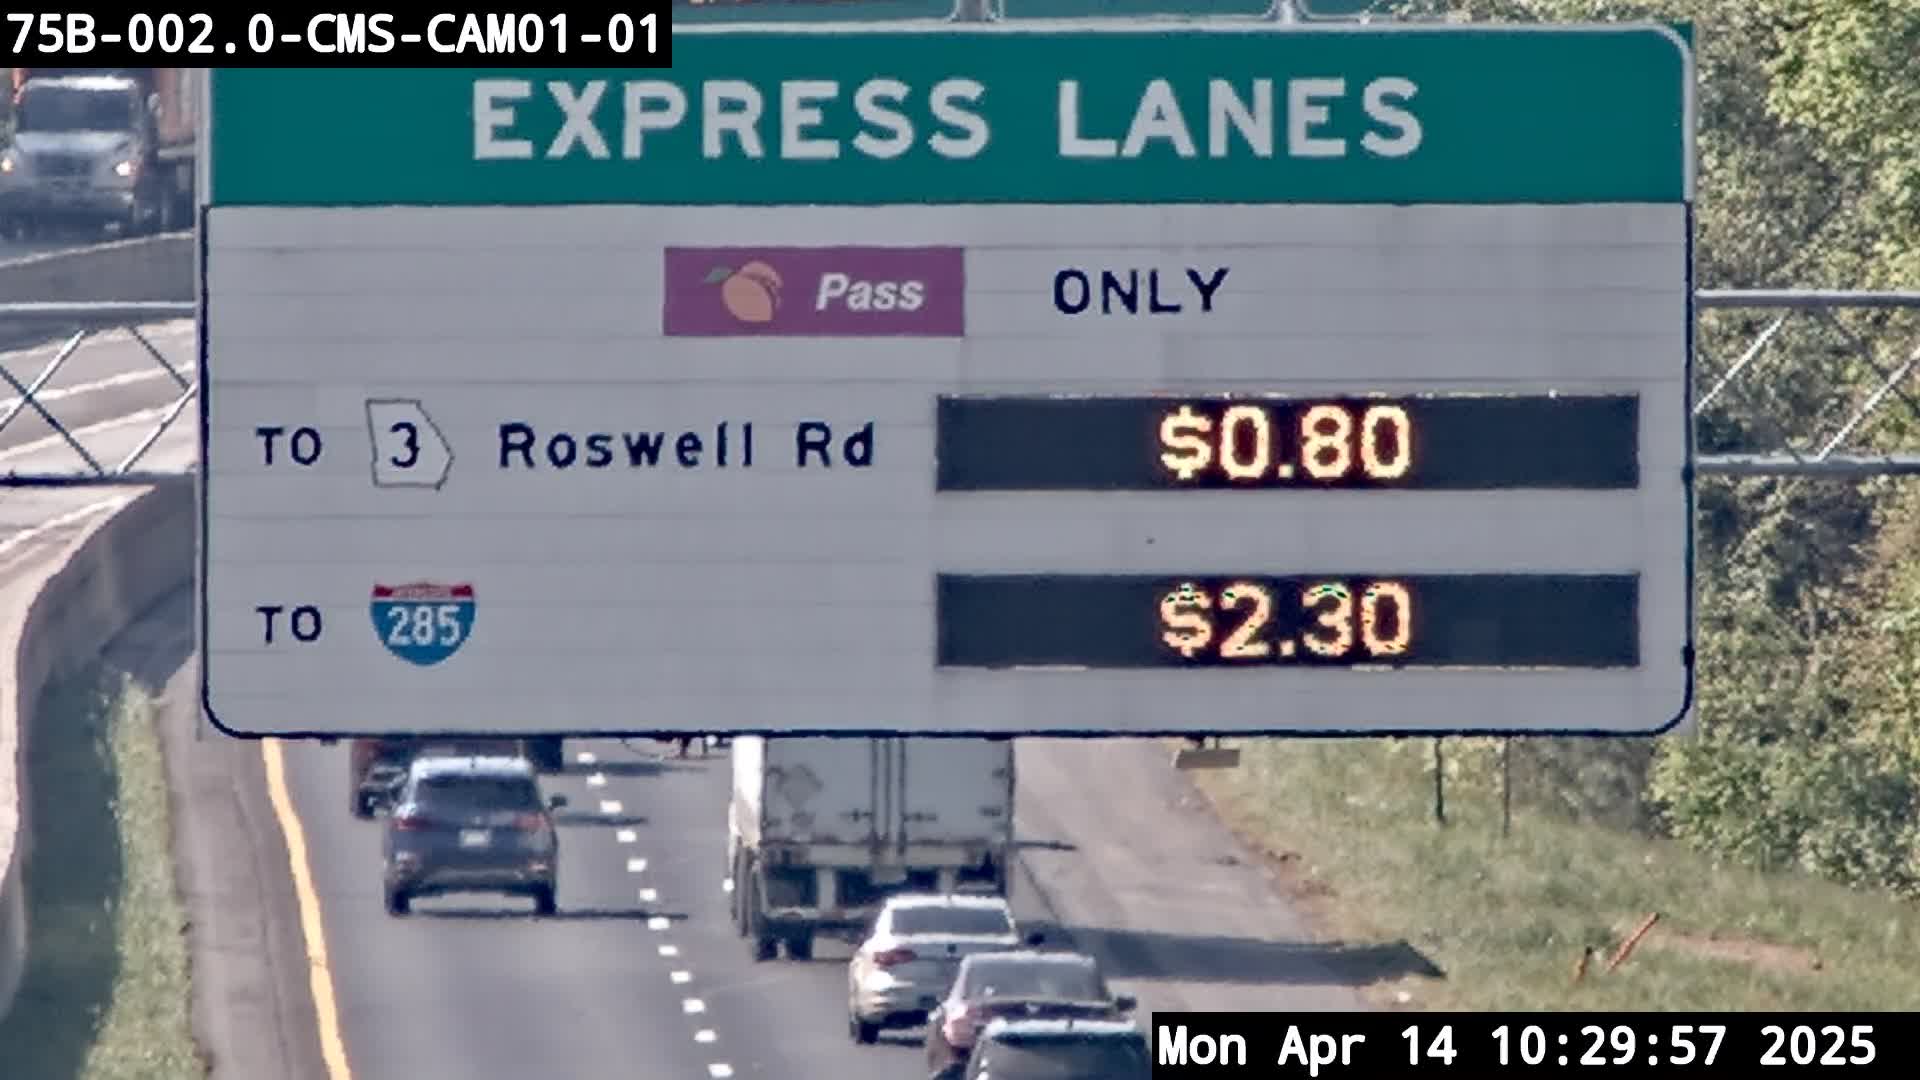 75B-002.0-CMS-CAM01-01
EXPRESS LANES
Pass ONLY
TO 3 Roswell Rd $0.80
TO 285 $2.30
Mon Apr 14 10:29:57 2025